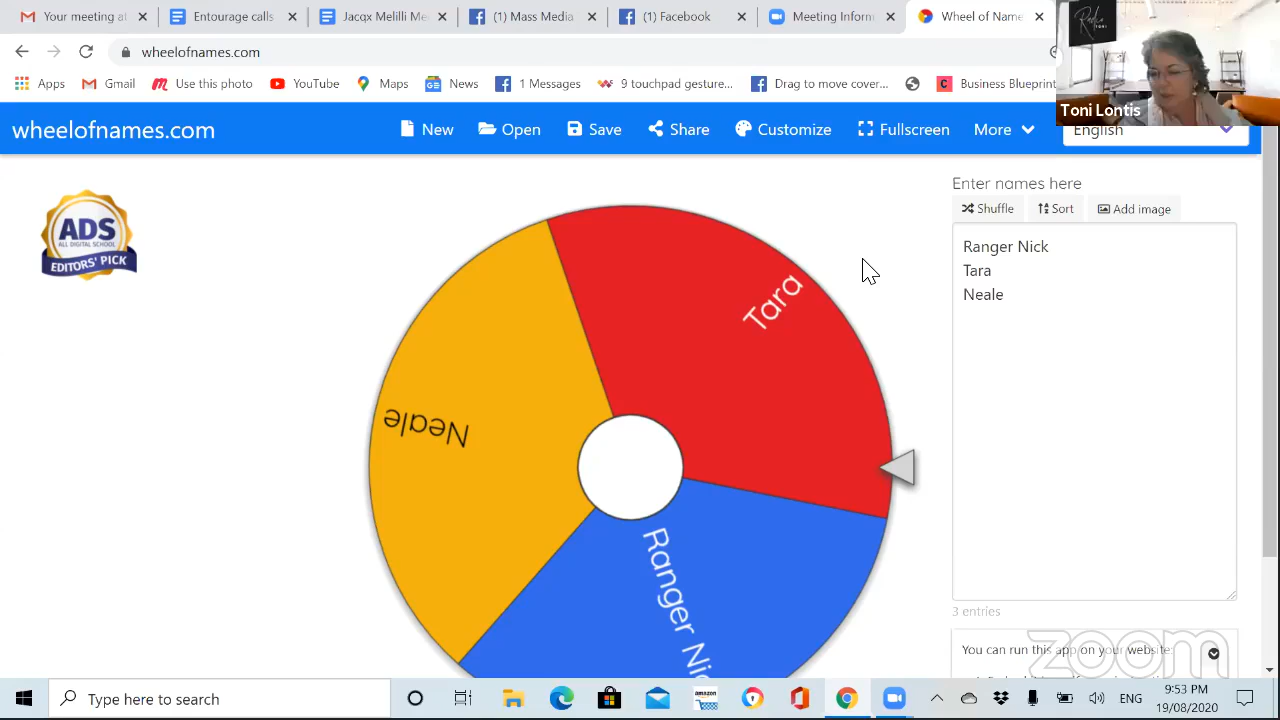 Your meeting a
Entourage calls
Jacqx Melilli Me
(1) Mass Media
(1) Facebook
Meeting Inform
Wheel of Name
wheelofnames.com
Apps
Gmail
Use this photo
YouTube
Maps
News
1 Messages
9 touchpad gesture...
Drag to move cover...
Business Blueprint
Toni Lontis
wheelofnames.com
New
Open
Save
Share
Customize
Fullscreen
More
English
ADS
ALL DIGITAL SCHOOL
EDITORS' PICK
Enter names here
Shuffle
Sort
Add image
Ranger Nick
Tara
Neale
Tara
Neale
Ranger Nic
3 entries
You can run this app on your website
zoom
Type here to search
amazon
ENG
9:53 PM
19/08/2020